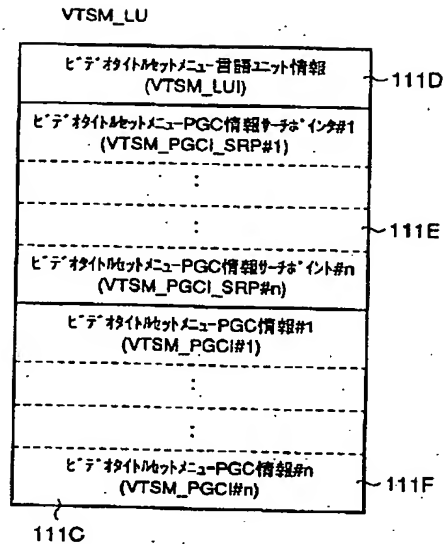 VTSM_LU
ビデオタイトルセットメニュー言語ユニット情報
(VTSM_LUI)
111D
ビデオタイトルセットメニューPGC情報サーチポインタ#1
(VTSM_PGCI_SRP#1)
:
:
111E
ビデオタイトルセットメニューPGC情報サーチポイント#n
(VTSM_PGCI_SRP#n)
ビデオタイトルセットメニューPGC情報#1
(VTSM_PGCI#1)
:
:
ビデオタイトルセットメニューPGC情報#n
(VTSM_PGCI#n)
111F
111C